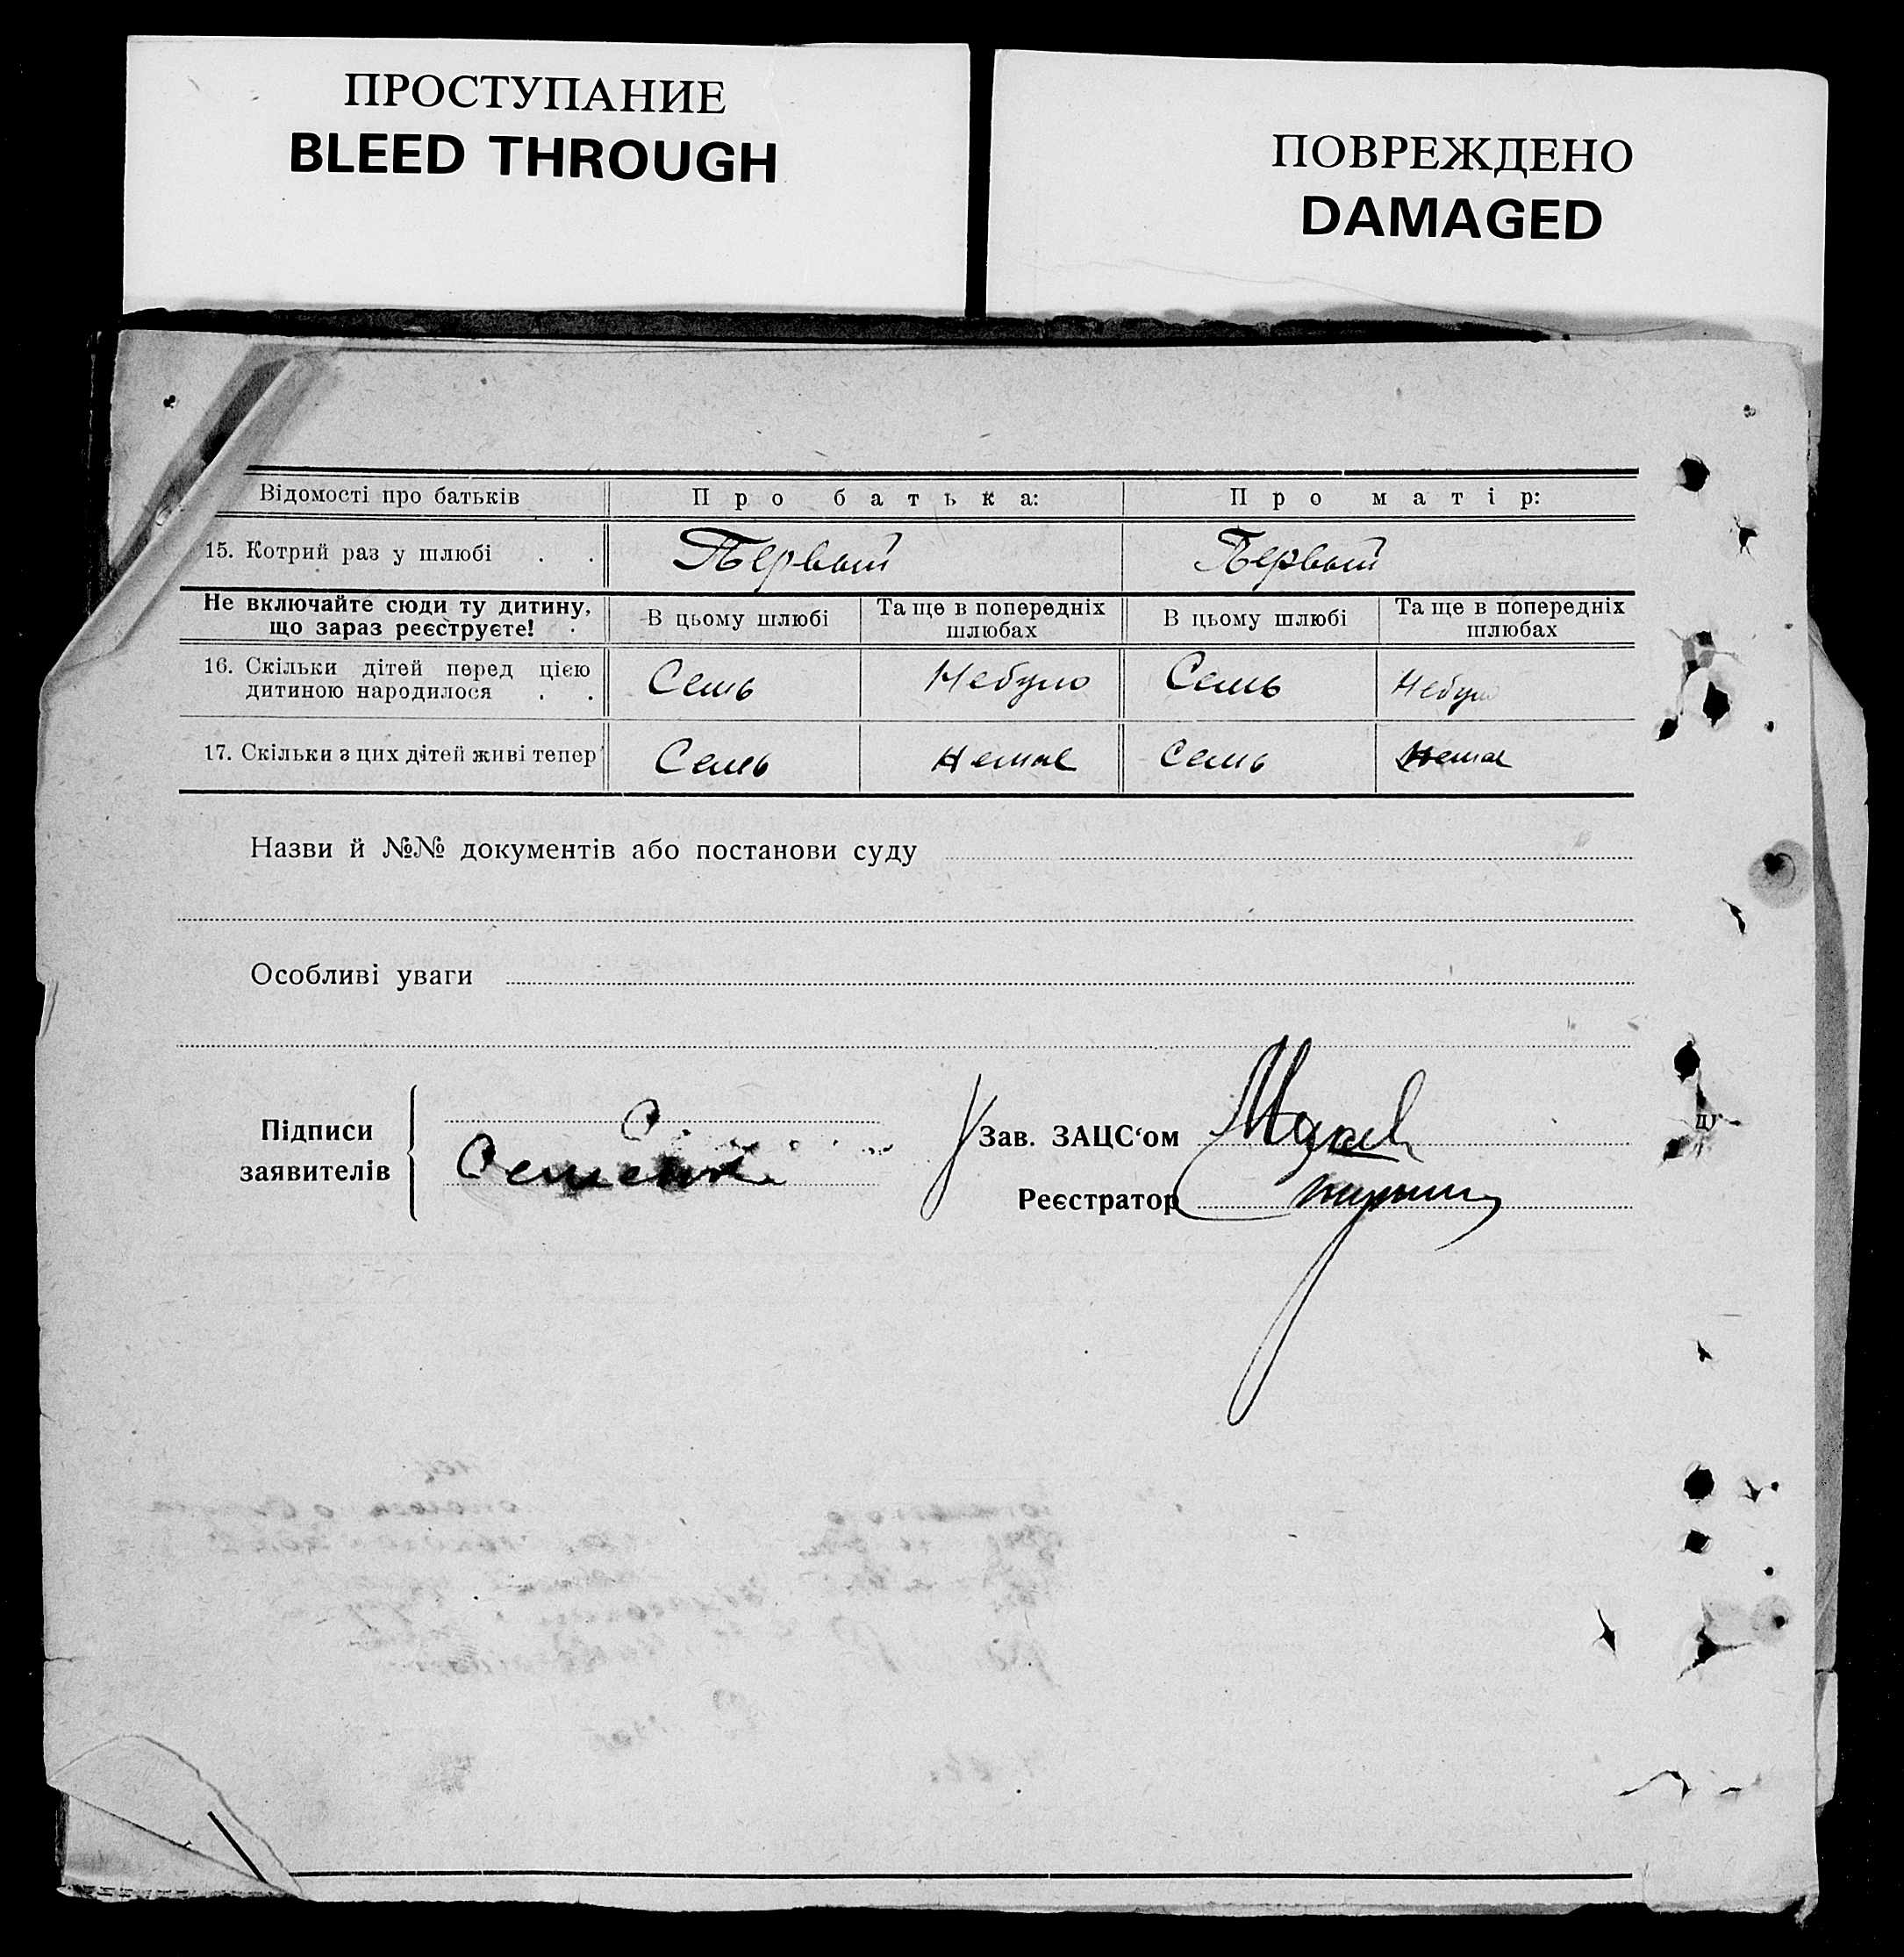 ПРОСТУПАНИЕ
BLEED THROUGH
ПОВРЕЖДЕНО
DAMAGED
Відомості про батьків Про батька: Про матір:
15. Котрий раз у шлюбі . . Первый Первый
Не включайте сюди ту дитину,
що зараз реєструєте!
В цьому шлюбі
Та ще в попередніх
шлюбах
В цьому шлюбі
Та ще в попередніх
шлюбах
16. Скільки дітей перед цією
дитиною народилося . .
Семь Небуло Семь Небуло
17. Скільки з цих дітей живі тепер Семь Немає Семь Немає
Назви й №№ документів або постанови суду
Особливі уваги
Підписи
заявителів
Зав. ЗАЦС‘ом
Реєстратор